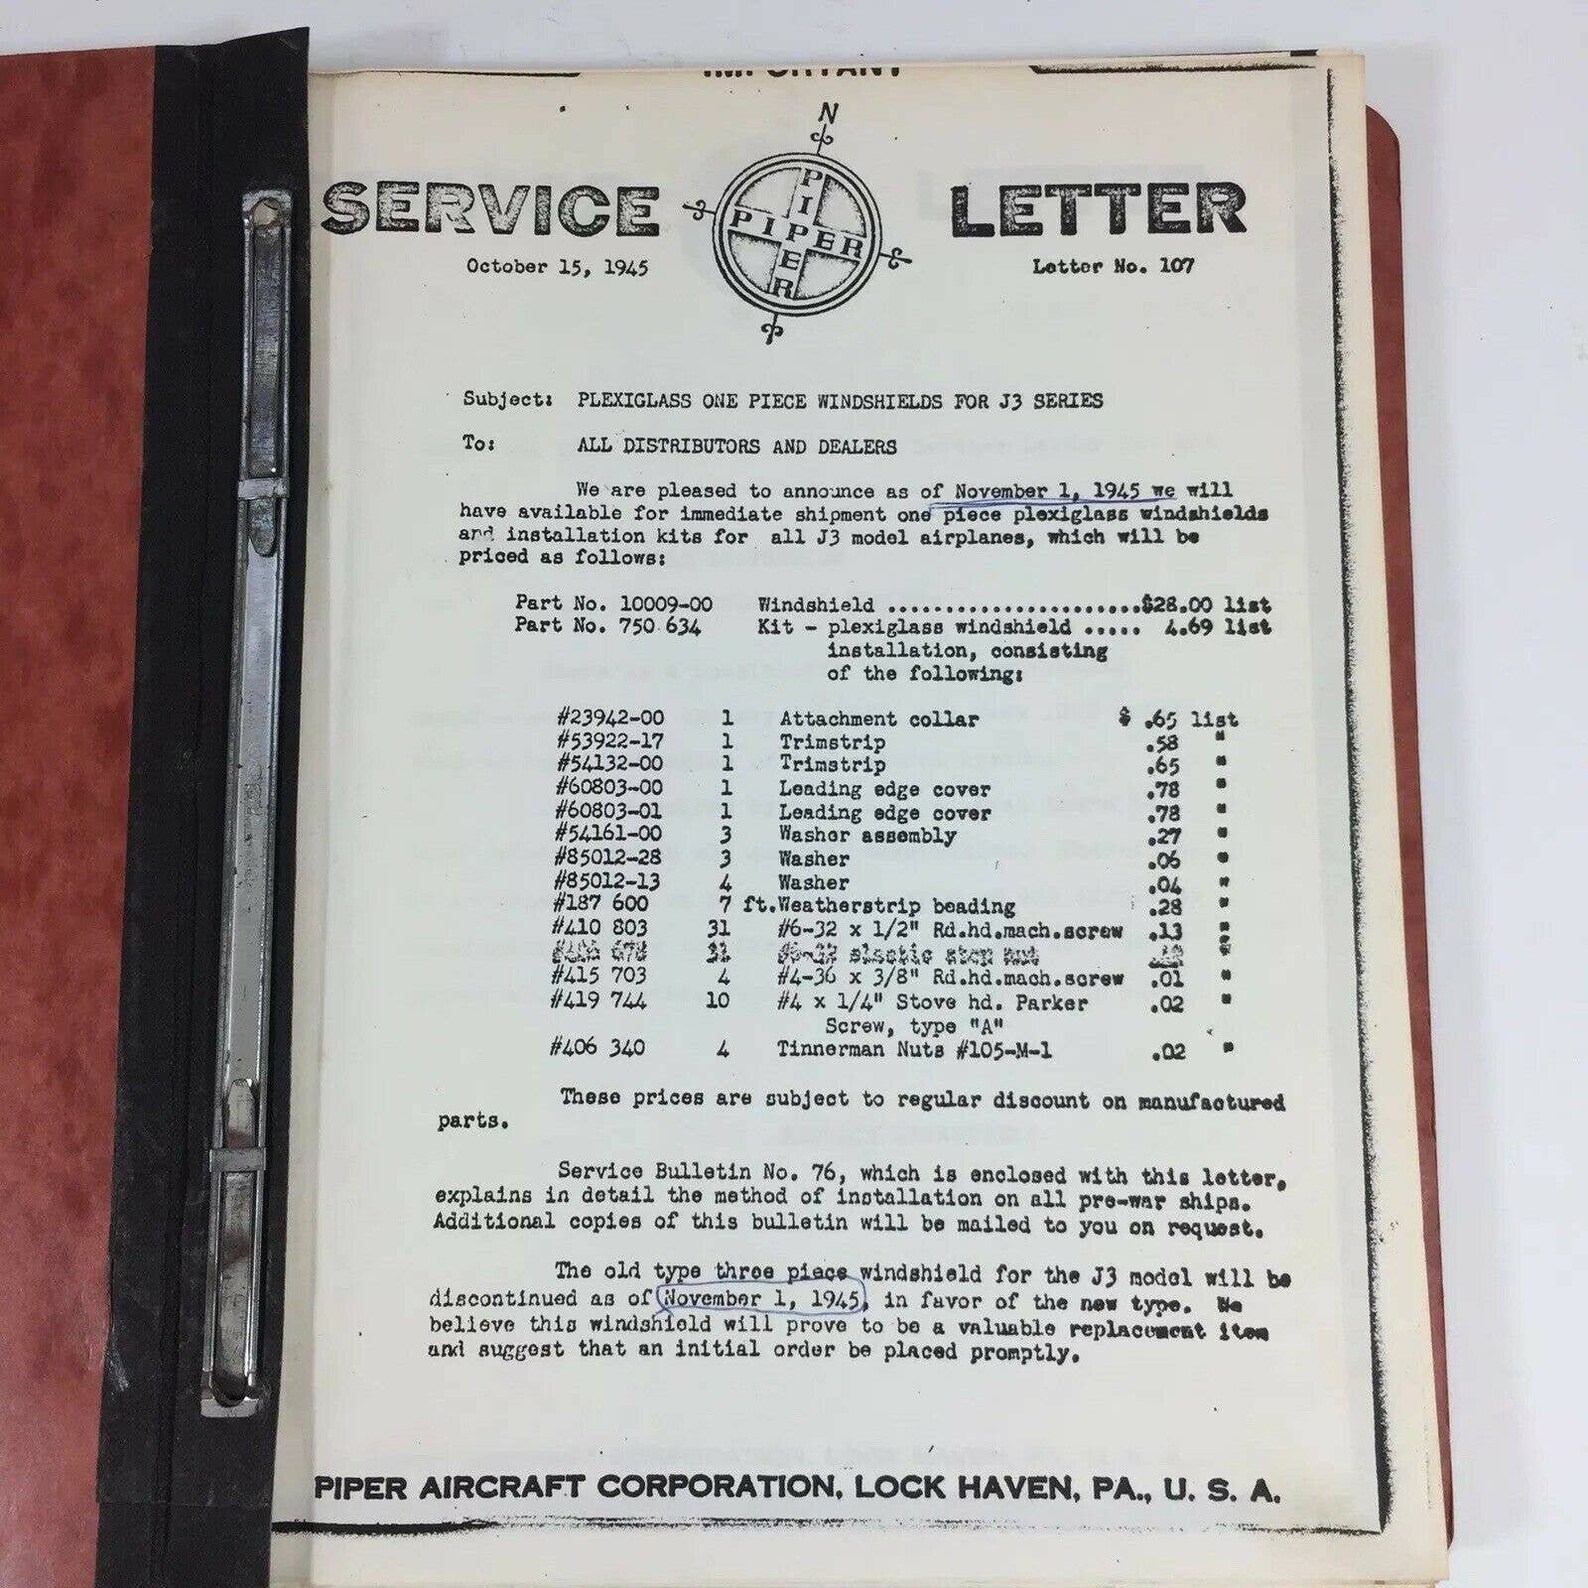 IMPORTANT
N
SERVICE PIPER PIPER LETTER
October 15, 1945 Letter No. 107
Subject: PLEXIGLASS ONE PIECE WINDSHIELDS FOR J3 SERIES
To: ALL DISTRIBUTORS AND DEALERS
We are pleased to announce as of November 1, 1945 we will
have available for immediate shipment one piece plexiglass windshields
and installation kits for all J3 model airplanes, which will be
priced as follows:
Part No. 10009-00 Windshield ......................$28.00 list
Part No. 750 634 Kit - plexiglass windshield ..... 4.69 list
installation, consisting
of the following:
#23942-00 1 Attachment collar $ .65 list
#53922-17 1 Trimstrip .58 "
#54132-00 1 Trimstrip .65 "
#60803-00 1 Leading edge cover .78 "
#60803-01 1 Leading edge cover .78 "
#54161-00 3 Washer assembly .27 "
#85012-28 3 Washer .06 "
#85012-13 4 Washer .04 "
#187 600 7 ft. Weatherstrip beading .28 "
#410 803 31 #6-32 x 1/2" Rd.hd.mach.screw .13 "
31 #6-32 elastic stop nut "
#415 703 4 #4-36 x 3/8" Rd.hd.mach.screw .01 "
#419 744 10 #4 x 1/4" Stove hd. Parker .02 "
Screw, type "A"
#406 340 4 Tinnerman Nuts #105-M-1 .02 "
These prices are subject to regular discount on manufactured
parts.
Service Bulletin No. 76, which is enclosed with this letter,
explains in detail the method of installation on all pre-war ships.
Additional copies of this bulletin will be mailed to you on request.
The old type three piece windshield for the J3 model will be
discontinued as of November 1, 1945, in favor of the new type. We
believe this windshield will prove to be a valuable replacement item
and suggest that an initial order be placed promptly.
PIPER AIRCRAFT CORPORATION, LOCK HAVEN, PA., U. S. A.